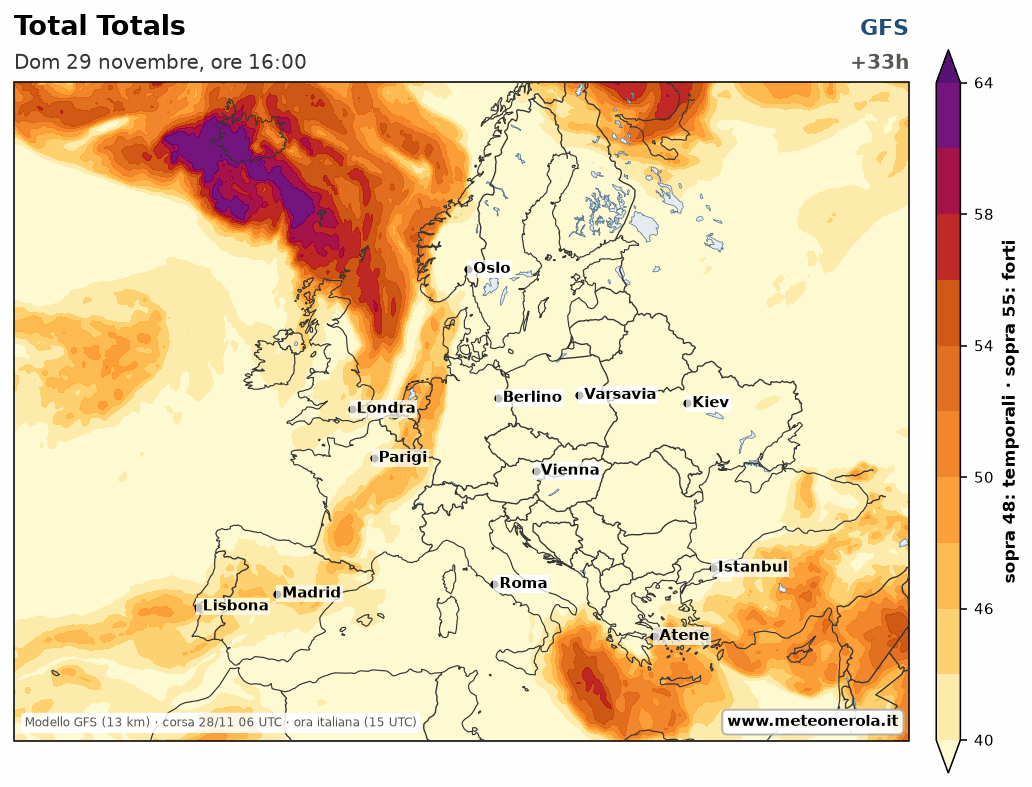 Total Totals
GFS
Dom 29 novembre, ore 16:00
+33h
64
58
54
50
46
40
sopra 48: temporali · sopra 55: forti
Oslo
Berlino
Varsavia
Kiev
Londra
Parigi
Vienna
Istanbul
Roma
Madrid
Lisbona
Atene
Modello GFS (13 km) · corsa 28/11 06 UTC · ora italiana (15 UTC)
www.meteonerola.it